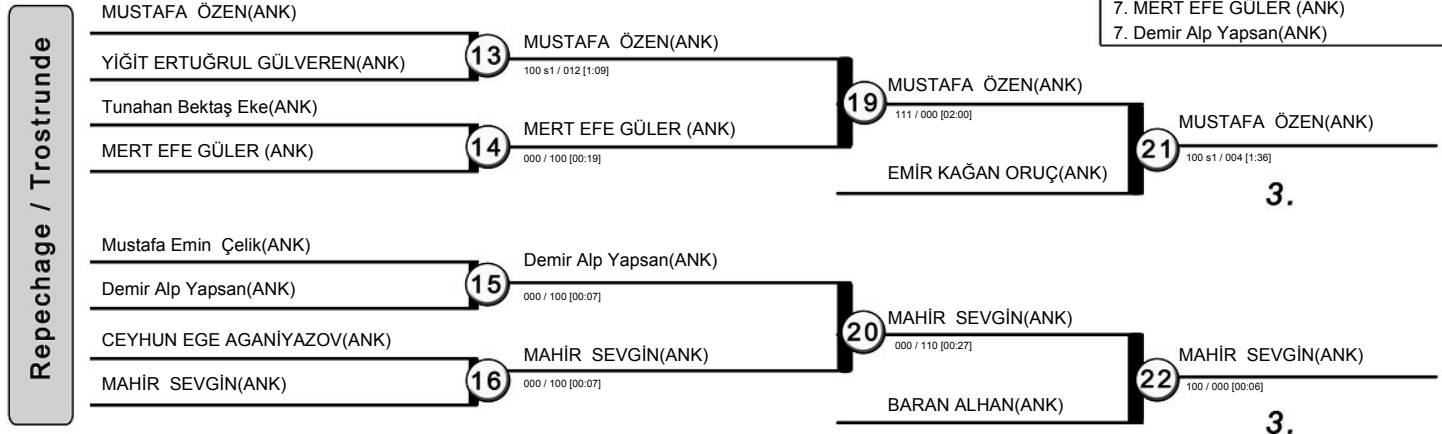 Repechage / Trostrunde
7. MERT EFE GÜLER (ANK)
7. Demir Alp Yapsan(ANK)
MUSTAFA ÖZEN(ANK)
YİĞİT ERTUĞRUL GÜLVEREN(ANK)
13
MUSTAFA ÖZEN(ANK)
100 s1 / 012 [1:09]
Tunahan Bektaş Eke(ANK)
MERT EFE GÜLER (ANK)
14
MERT EFE GÜLER (ANK)
000 / 100 [00:19]
19
MUSTAFA ÖZEN(ANK)
111 / 000 [02:00]
EMİR KAĞAN ORUÇ(ANK)
21
MUSTAFA ÖZEN(ANK)
100 s1 / 004 [1:36]
3.
Mustafa Emin Çelik(ANK)
Demir Alp Yapsan(ANK)
15
Demir Alp Yapsan(ANK)
000 / 100 [00:07]
CEYHUN EGE AGANİYAZOV(ANK)
MAHİR SEVGİN(ANK)
16
MAHİR SEVGİN(ANK)
000 / 100 [00:07]
20
MAHİR SEVGİN(ANK)
000 / 110 [00:27]
BARAN ALHAN(ANK)
22
MAHİR SEVGİN(ANK)
100 / 000 [00:06]
3.